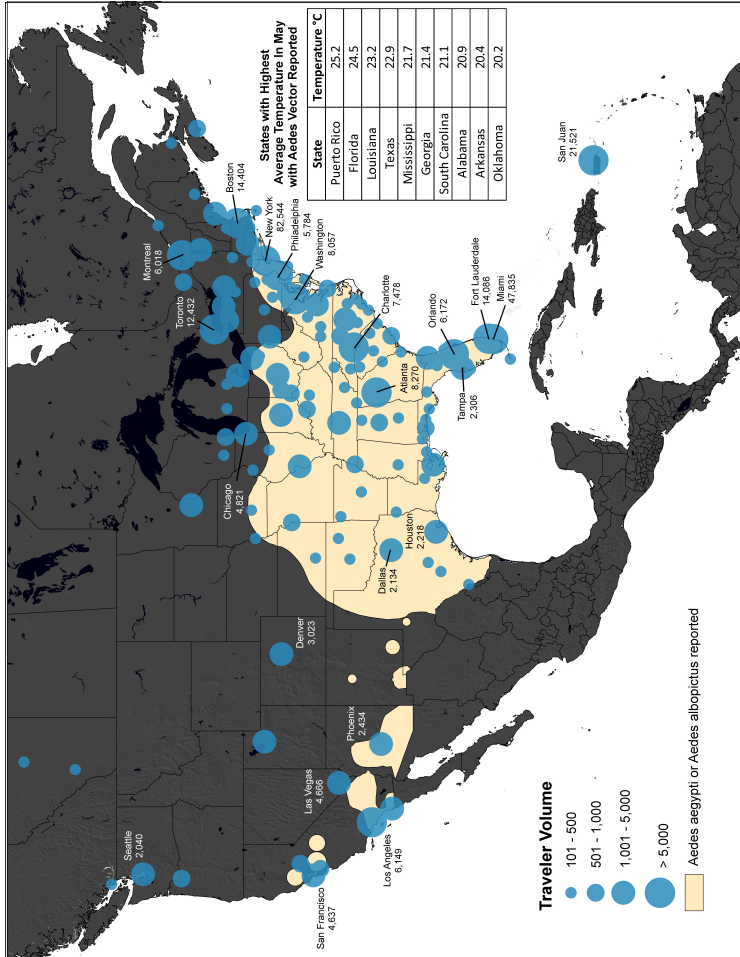 States with Highest
Average Temperature In May
with Aedes Vector Reported
State Temperature °C
Puerto Rico 25.2
Florida 24.5
Louisiana 23.2
Texas 22.9
Mississippi 21.7
Georgia 21.4
South Carolina 21.1
Alabama 20.9
Arkansas 20.4
Oklahoma 20.2
Seattle
2,040
San Francisco
4,637
Las Vegas
4,666
Los Angeles
6,149
Phoenix
2,434
Denver
3,023
Dallas
2,134
Houston
2,218
Chicago
4,821
Atlanta
8,270
Tampa
2,306
Orlando
6,172
Fort Lauderdale
14,086
Miami
47,835
Charlotte
7,478
Toronto
12,432
Montreal
6,018
Boston
14,404
New York
82,544
Philadelphia
5,784
Washington
8,057
San Juan
21,521
Traveler Volume
101 - 500
501 - 1,000
1,001 - 5,000
> 5,000
Aedes aegypti or Aedes albopictus reported